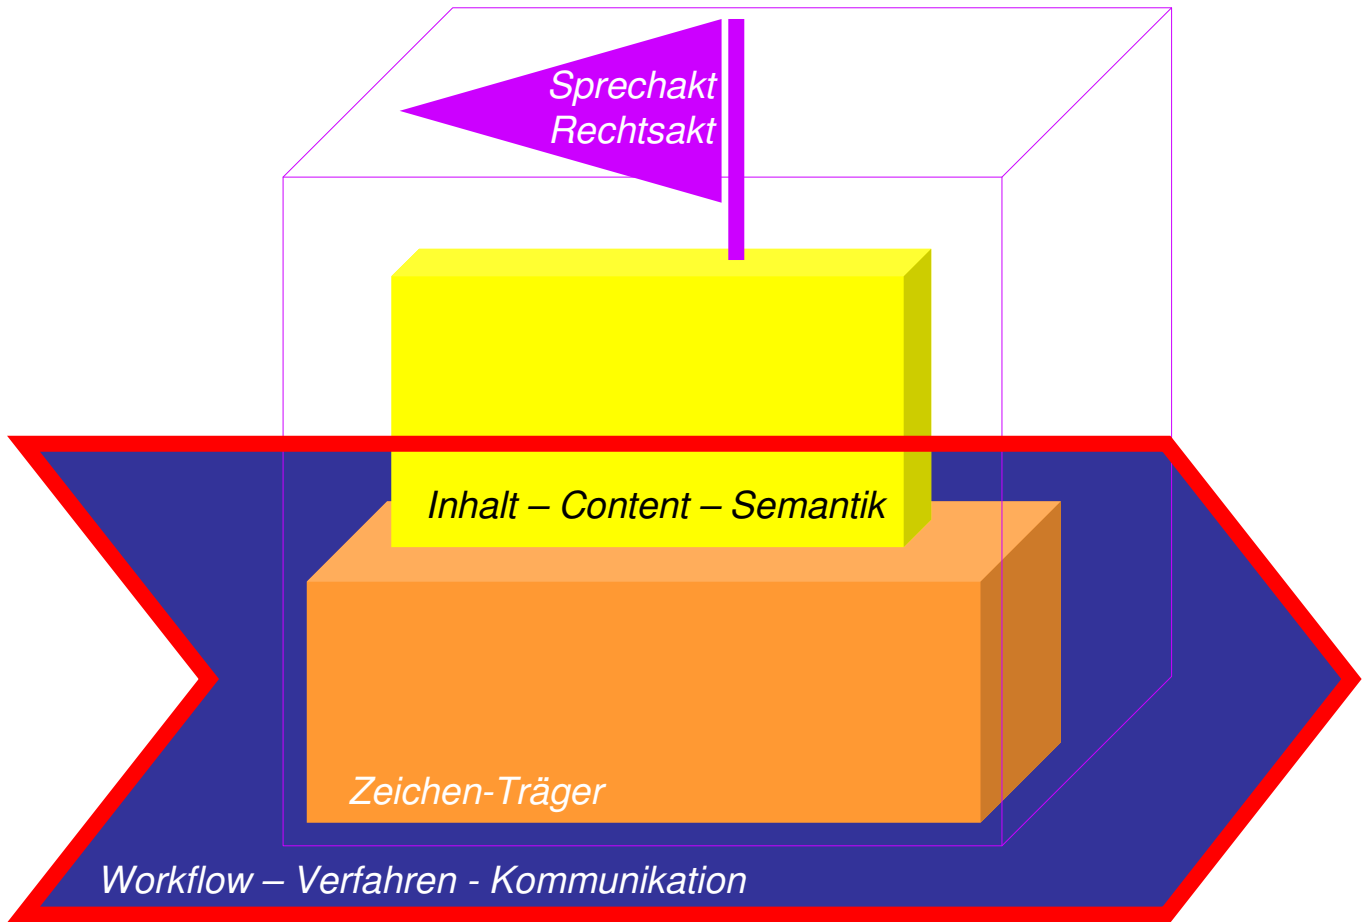 Sprechakt
Rechtsakt
Inhalt – Content – Semantik
Zeichen-Träger
Workflow – Verfahren - Kommunikation